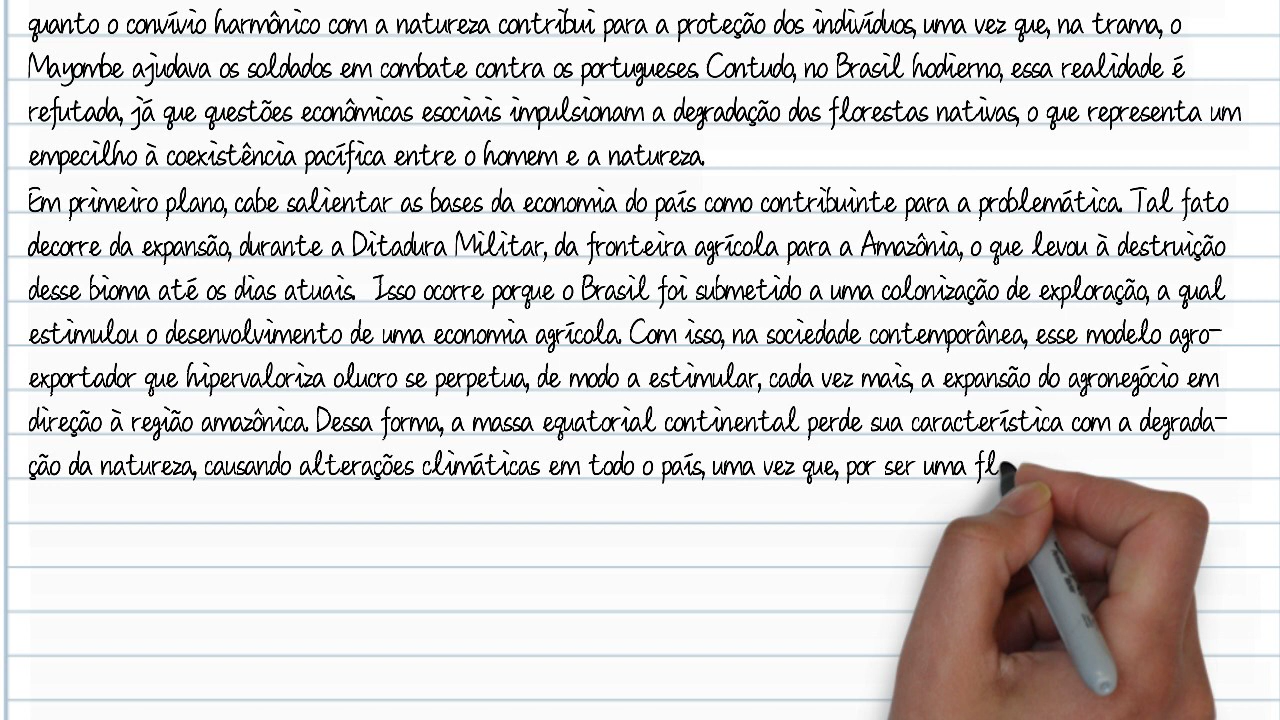 quanto o convívio harmônico com a natureza contribui para a proteção dos indivíduos, uma vez que, na trama, o
Mayombe ajudava os soldados em combate contra os portugueses. Contudo, no Brasil hodierno, essa realidade é
refutada, já que questões econômicas esociais impulsionam a degradação das florestas nativas, o que representa um
empecilho à coexistência pacífica entre o homem e a natureza.
Em primeiro plano, cabe salientar as bases da economia do país como contribuinte para a problemática. Tal fato
decorre da expansão, durante a Ditadura Militar, da fronteira agrícola para a Amazônia, o que levou à destruição
desse bioma até os dias atuais. Isso ocorre porque o Brasil foi submetido a uma colonização de exploração, a qual
estimulou o desenvolvimento de uma economia agrícola. Com isso, na sociedade contemporânea, esse modelo agro-
exportador que hipervaloriza olucro se perpetua, de modo a estimular, cada vez mais, a expansão do agronegócio em
direção à região amazônica. Dessa forma, a massa equatorial continental perde sua característica com a degrada-
ção da natureza, causando alterações climáticas em todo o país, uma vez que, por ser uma fl